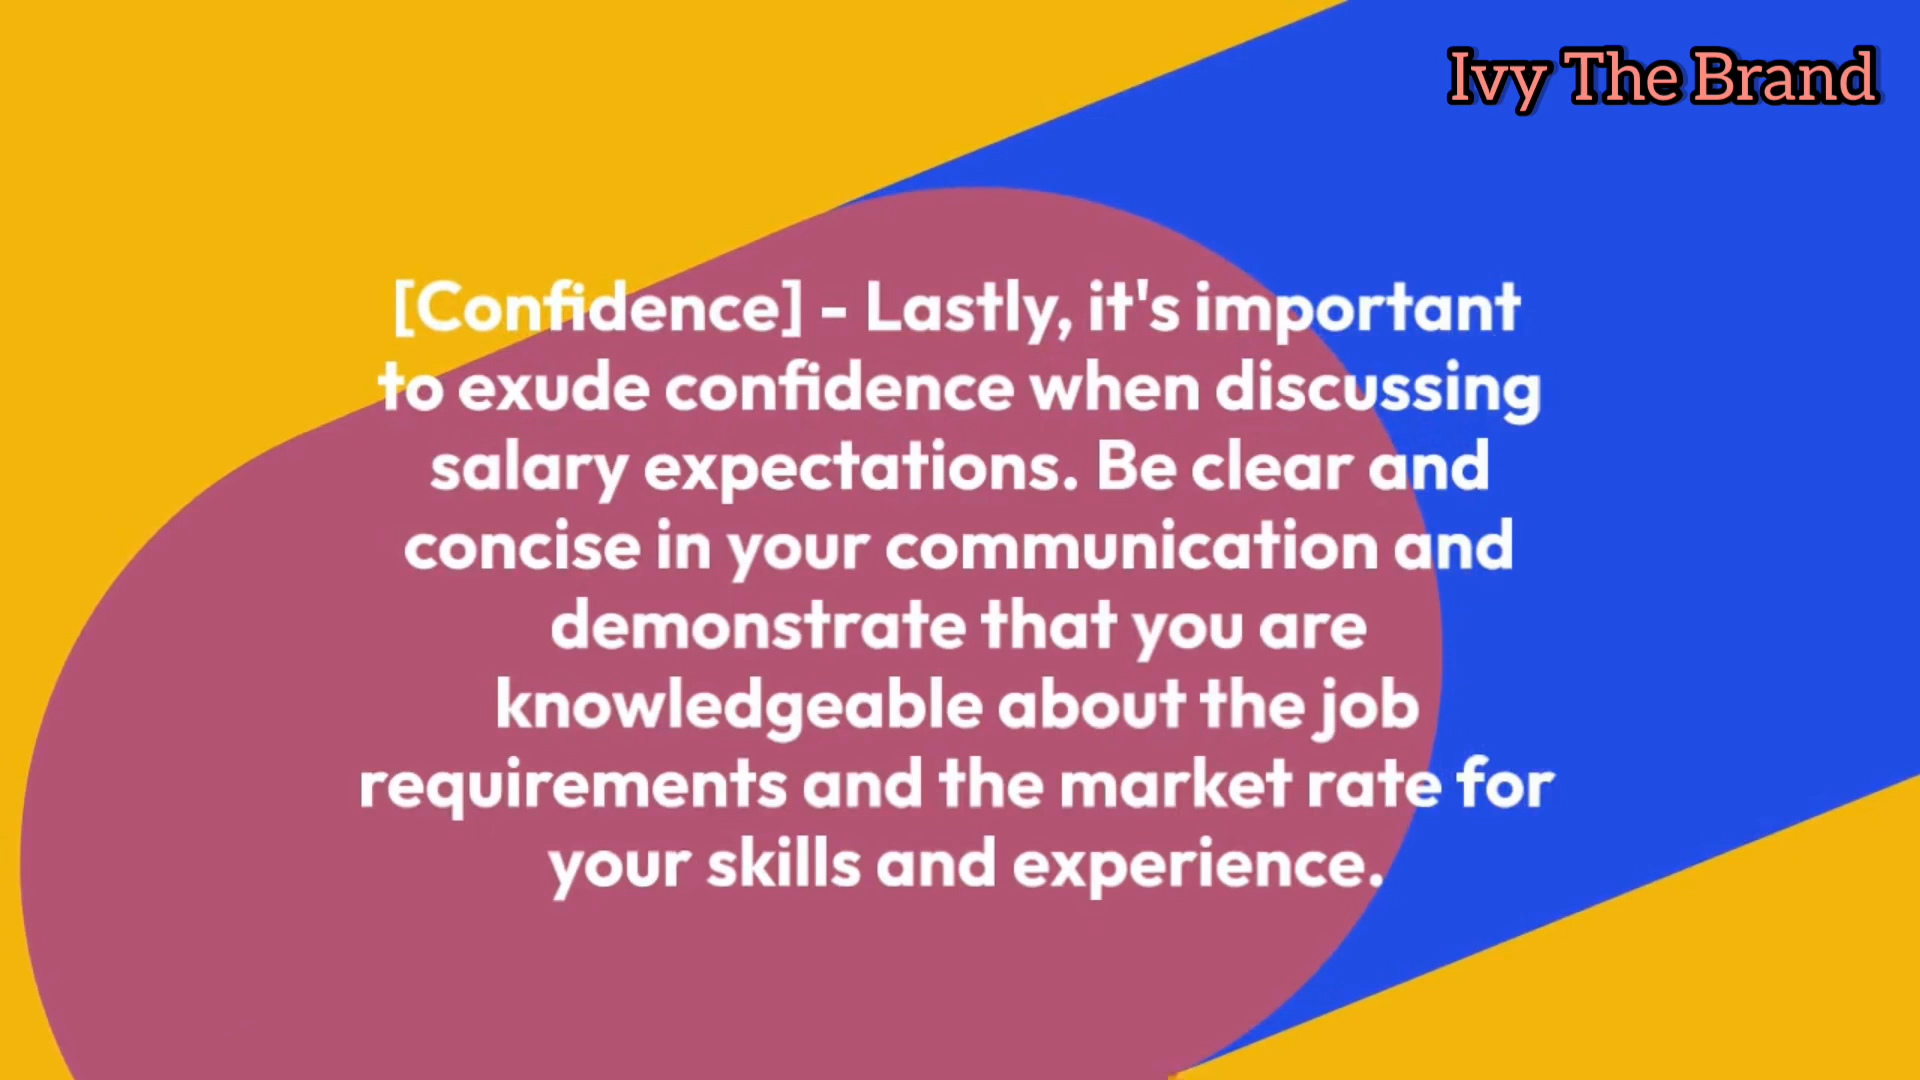 Ivy The Brand
[Confidence] - Lastly, it's important
to exude confidence when discussing
salary expectations. Be clear and
concise in your communication and
demonstrate that you are
knowledgeable about the job
requirements and the market rate for
your skills and experience.